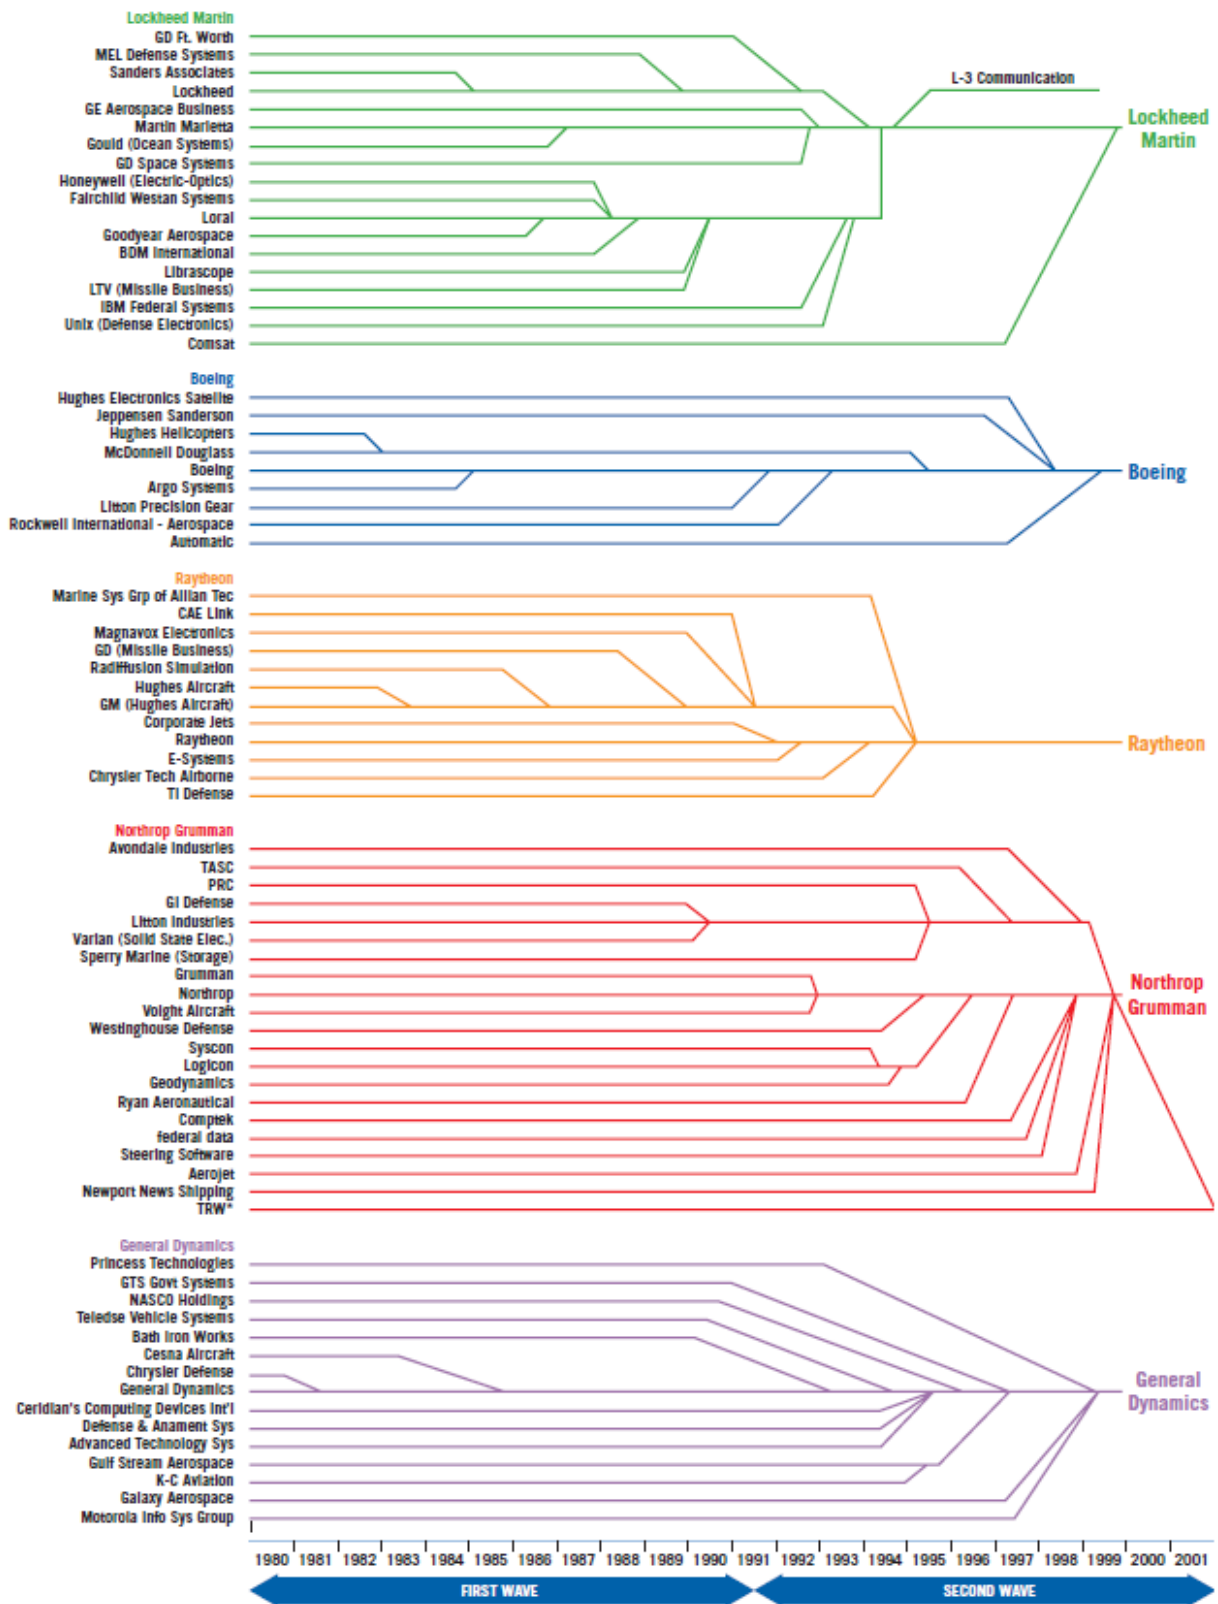 Lockheed Martin
GD Ft. Worth
MEL Defense Systems
Sanders Associates
Lockheed
L-3 Communication
GE Aerospace Business
Martin Marietta
Lockheed
Martin
Gould (Ocean Systems)
GD Space Systems
Honeywell (Electric-Optics)
Fairchild Westan Systems
Loral
Goodyear Aerospace
BDM International
Librascope
LTV (Missile Business)
IBM Federal Systems
Unix (Defense Electronics)
Comsat
Boeing
Hughes Electronics Satelite
Jeppensen Sanderson
Hughes Helicopters
McDonnell Douglass
Boeing
Boeing
Argo Systems
Litton Precision Gear
Rockwell International - Aerospace
Automatic
Raytheon
Marine Sys Grp of Allian Tec
CAE Link
Magnavox Electronics
GD (Missile Business)
Radiffusion Simulation
Hughes Aircraft
GM (Hughes Aircraft)
Corporate Jets
Raytheon
Raytheon
E-Systems
Chrysler Tech Airborne
TI Defense
Northrop Grumman
Avondale Industries
TASC
PRC
GI Defense
Litton Industries
Varian (Solid State Elec.)
Sperry Marine (Storage)
Grumman
Northrop
Northrop
Grumman
Voight Aircraft
Westinghouse Defense
Syscon
Logicon
Geodynamics
Ryan Aeronautical
Comptek
federal data
Steering Software
Aerojet
Newport News Shipping
TRW*
General Dynamics
Princess Technologies
GTS Govt Systems
NASCO Holdings
Teledse Vehicle Systems
Bath Iron Works
Cesna Aircraft
Chrysler Defense
General Dynamics
General
Dynamics
Ceridian's Computing Devices Int'l
Defense & Anament Sys
Advanced Technology Sys
Gulf Stream Aerospace
K-C Aviation
Galaxy Aerospace
Motorola Info Sys Group
1980 1981 1982 1983 1984 1985 1986 1987 1988 1989 1990 1991 1992 1993 1994 1995 1996 1997 1998 1999 2000 2001
FIRST WAVE SECOND WAVE